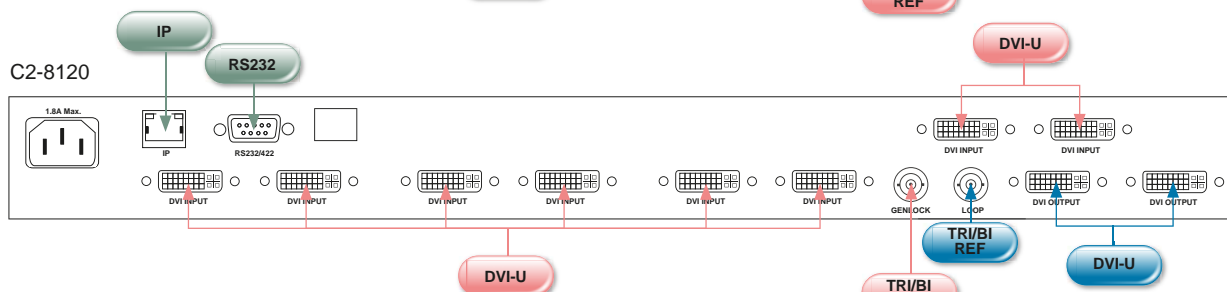 REF
IP
DVI-U
RS232
C2-8120
1.8A Max.
IP
RS232/422
DVI INPUT
DVI INPUT
DVI INPUT
DVI INPUT
DVI INPUT
DVI INPUT
DVI INPUT
DVI INPUT
GENLOCK
LOOP
DVI OUTPUT
DVI OUTPUT
TRI/BI
REF
DVI-U
DVI-U
TRI/BI